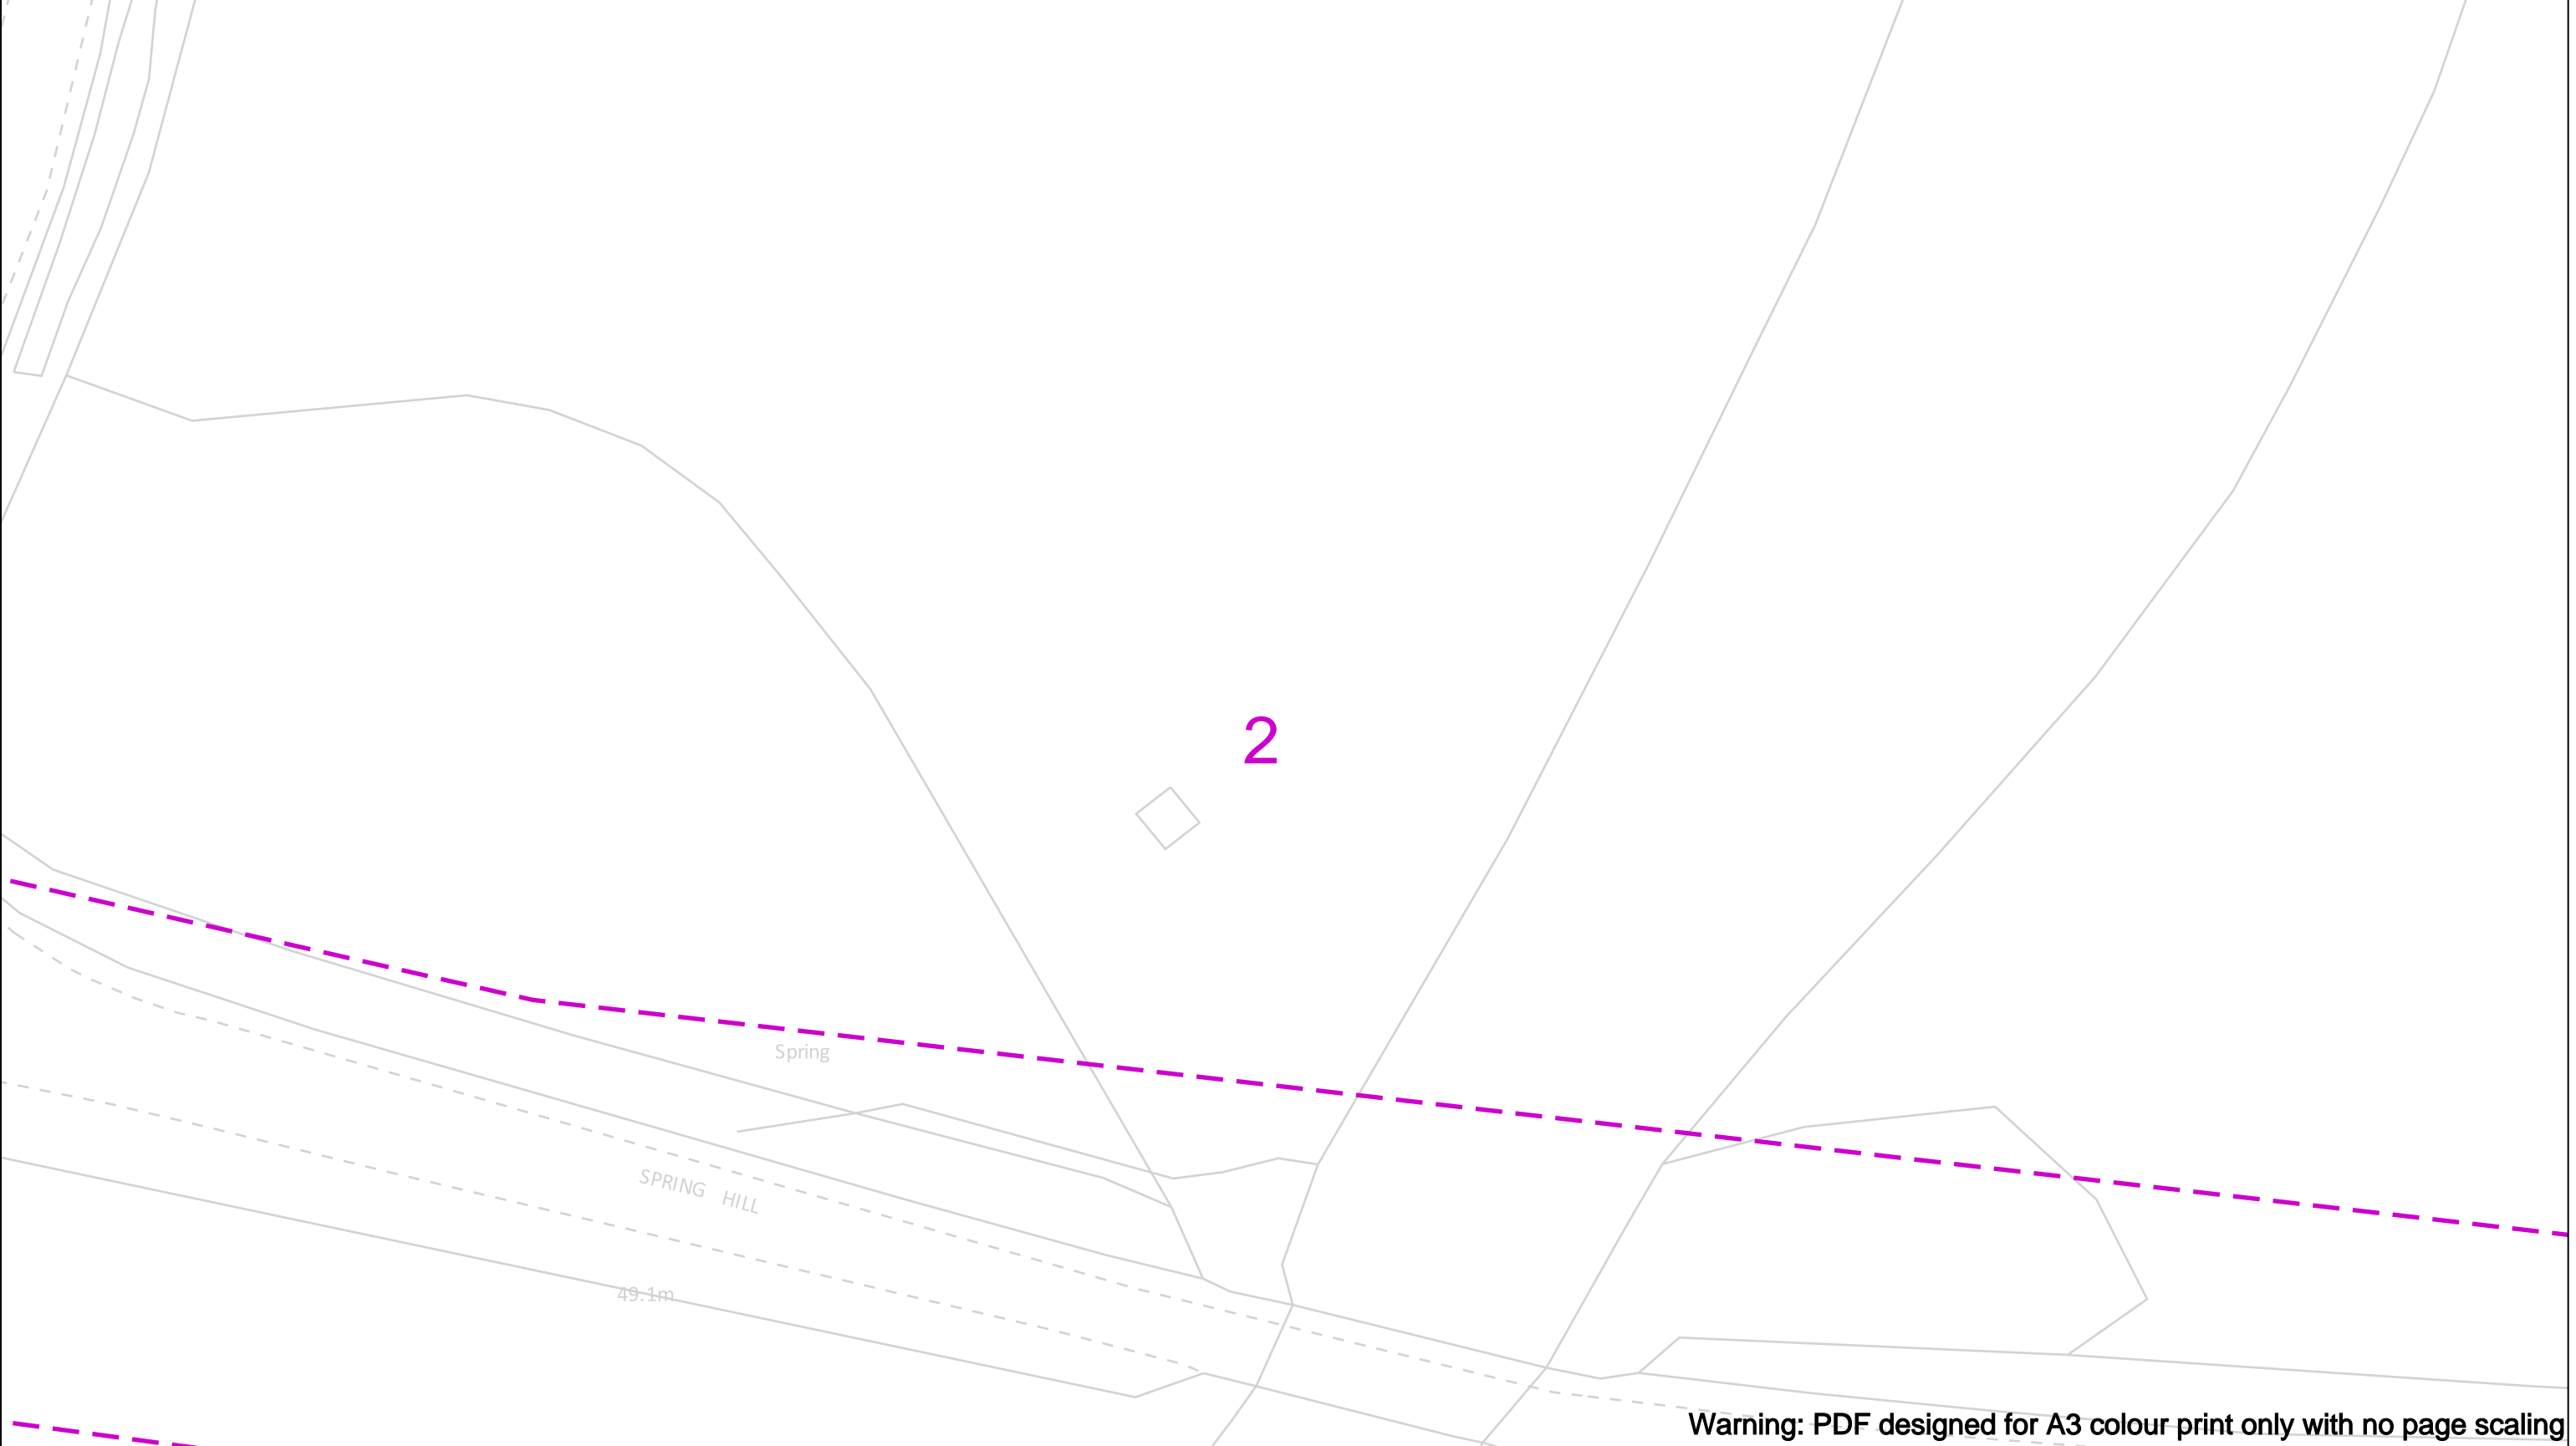 2
Spring
SPRING HILL
49.1m
Warning: PDF designed for A3 colour print only with no page scaling